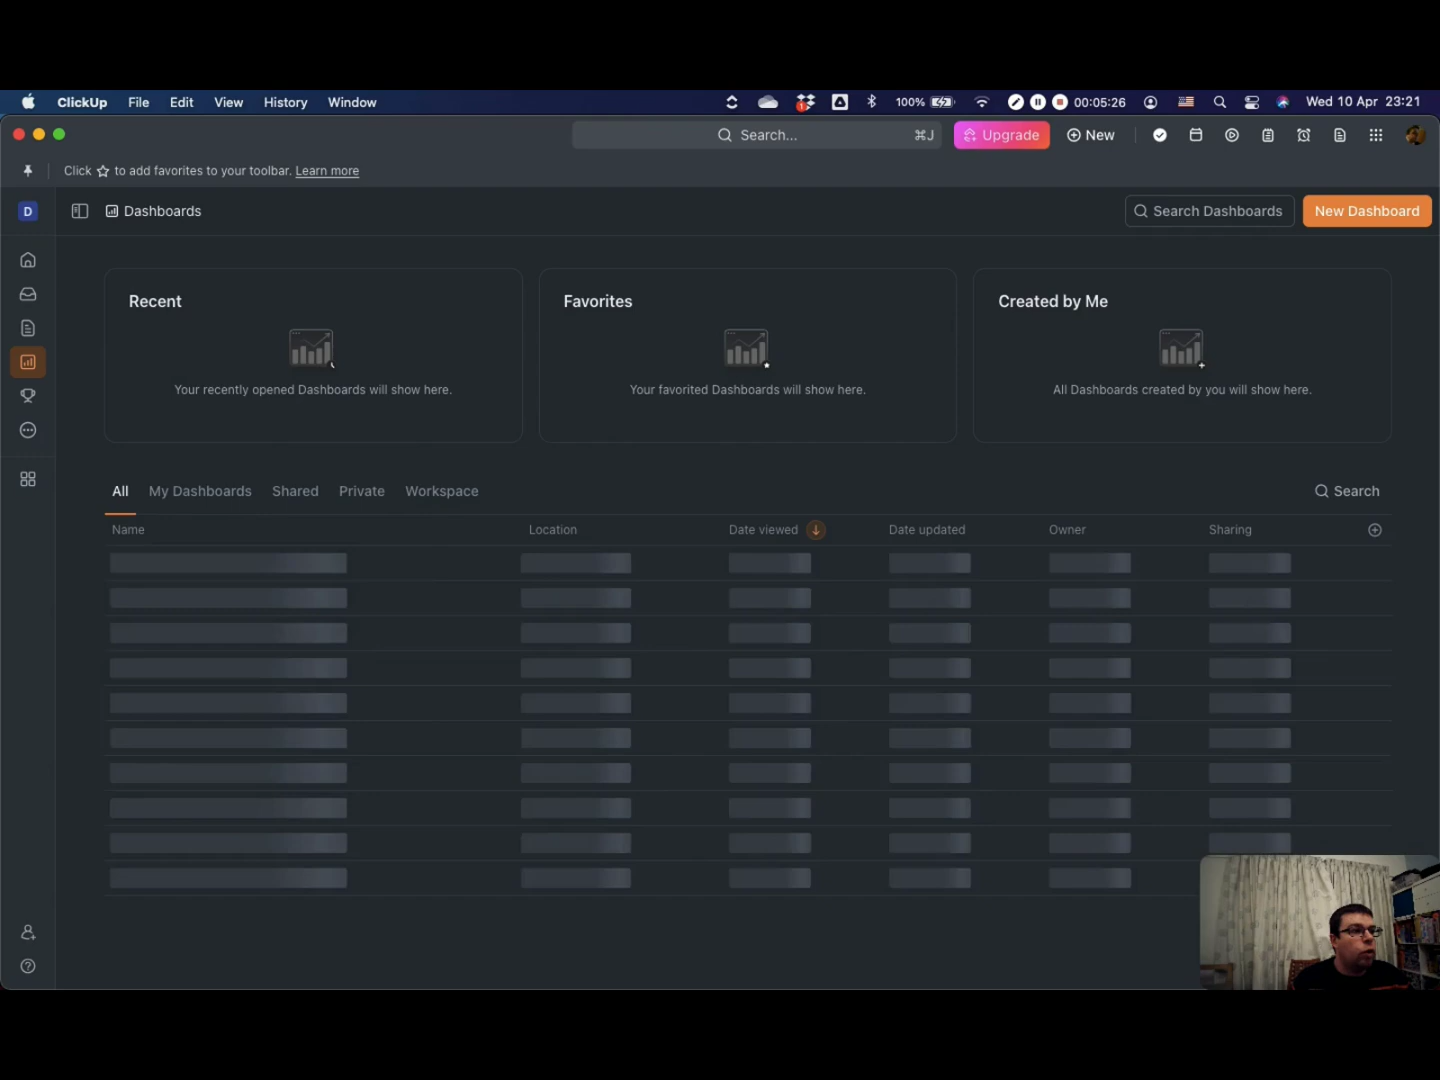 ClickUp File Edit View History Window 100% 00:05:26 Wed 10 Apr 23:21
Search... ⌘J Upgrade New
Click ☆ to add favorites to your toolbar. Learn more
D Dashboards Search Dashboards New Dashboard
Recent
Your recently opened Dashboards will show here.
Favorites
Your favorited Dashboards will show here.
Created by Me
All Dashboards created by you will show here.
All My Dashboards Shared Private Workspace Search
Name Location Date viewed Date updated Owner Sharing